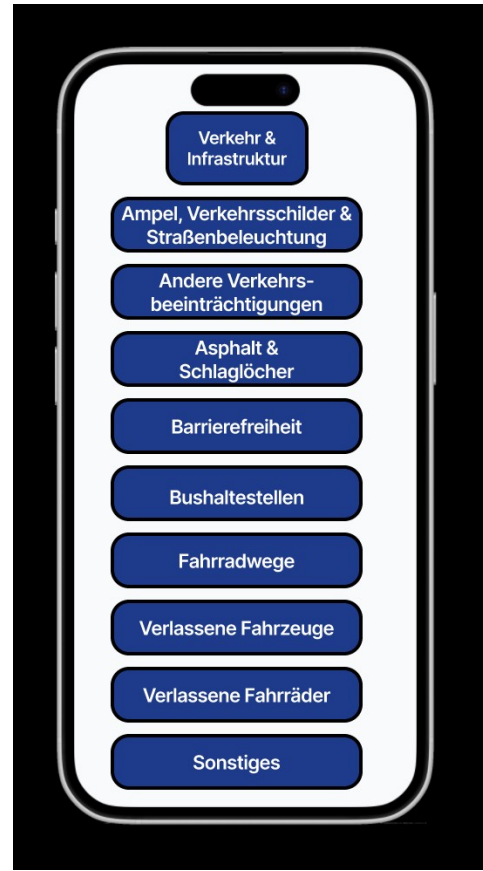 Verkehr &
Infrastruktur
Ampel, Verkehrsschilder &
Straßenbeleuchtung
Andere Verkehrs-
beeinträchtigungen
Asphalt &
Schlaglöcher
Barrierefreiheit
Bushaltestellen
Fahrradwege
Verlassene Fahrzeuge
Verlassene Fahrräder
Sonstiges